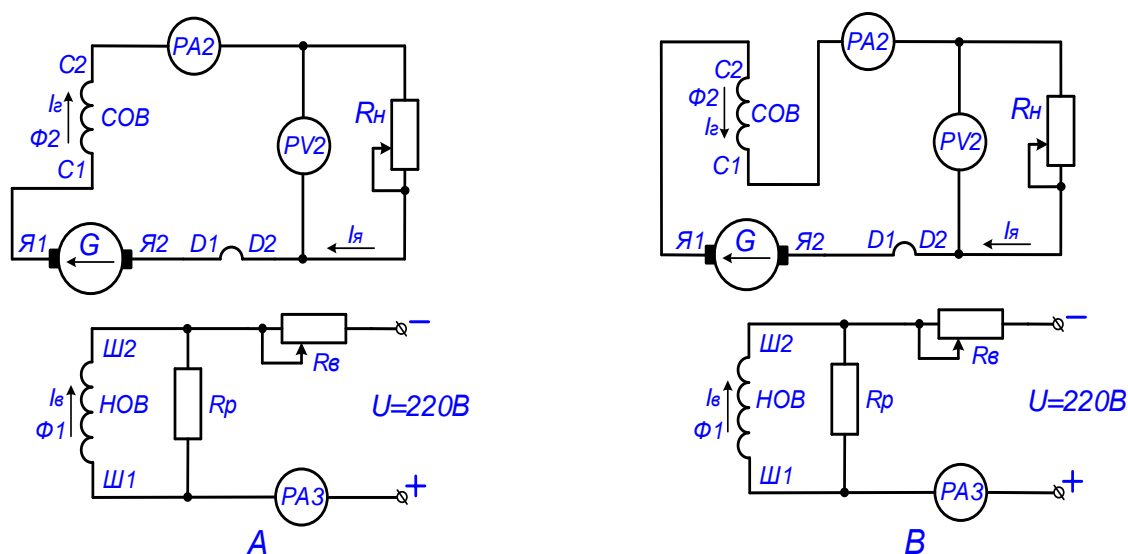 PA2
C2
Iг
Ф2
СОВ
C1
PV2
Rн
Я1
G
Я2
D1
D2
Iя
Ш2
Iв
Ф1
НОВ
Ш1
Rр
Rв
−
U=220В
PA3
+
А
PA2
C2
Ф2
Iг
СОВ
C1
PV2
Rн
Я1
G
Я2
D1
D2
Iя
Ш2
Iв
Ф1
НОВ
Ш1
Rр
Rв
−
U=220В
PA3
+
В